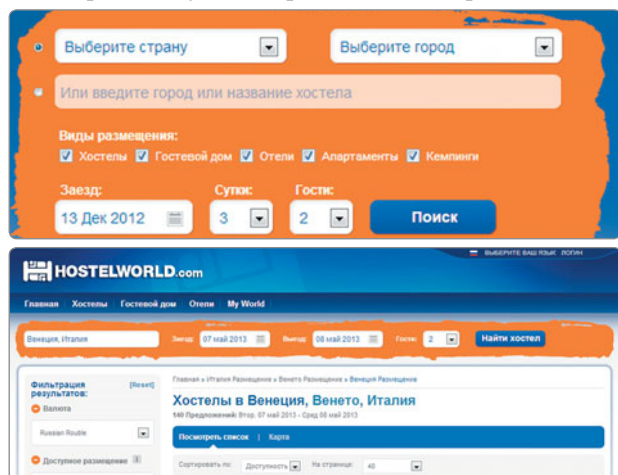 Выберите страну Выберите город
Или введите город или название хостела
Виды размещения:
Хостелы Гостевой дом Отели Апартаменты Кемпинги
Заезд: Сутки: Гости:
13 Дек 2012 3 2 Поиск
ВЫБЕРИТЕ ВАШ ЯЗЫК ЛОГИН
HOSTELWORLD.com
Главная Хостелы Гостевой дом Отели My World
Венеция, Италия Заезд: 07 май 2013 Выезд: 08 май 2013 Гости: 2 Найти хостел
Главная » Италия Размещение » Венето Размещение » Венеция Размещение
Фильтрация результатов: [Reset]
Хостелы в Венеция, Венето, Италия
140 Предложений: Втор. 07 май 2013 - Сред 08 май 2013
Валюта
Russian Rouble
Посмотреть список | Карта
Доступное размещение
Сортировать по: Доступность На странице: 40